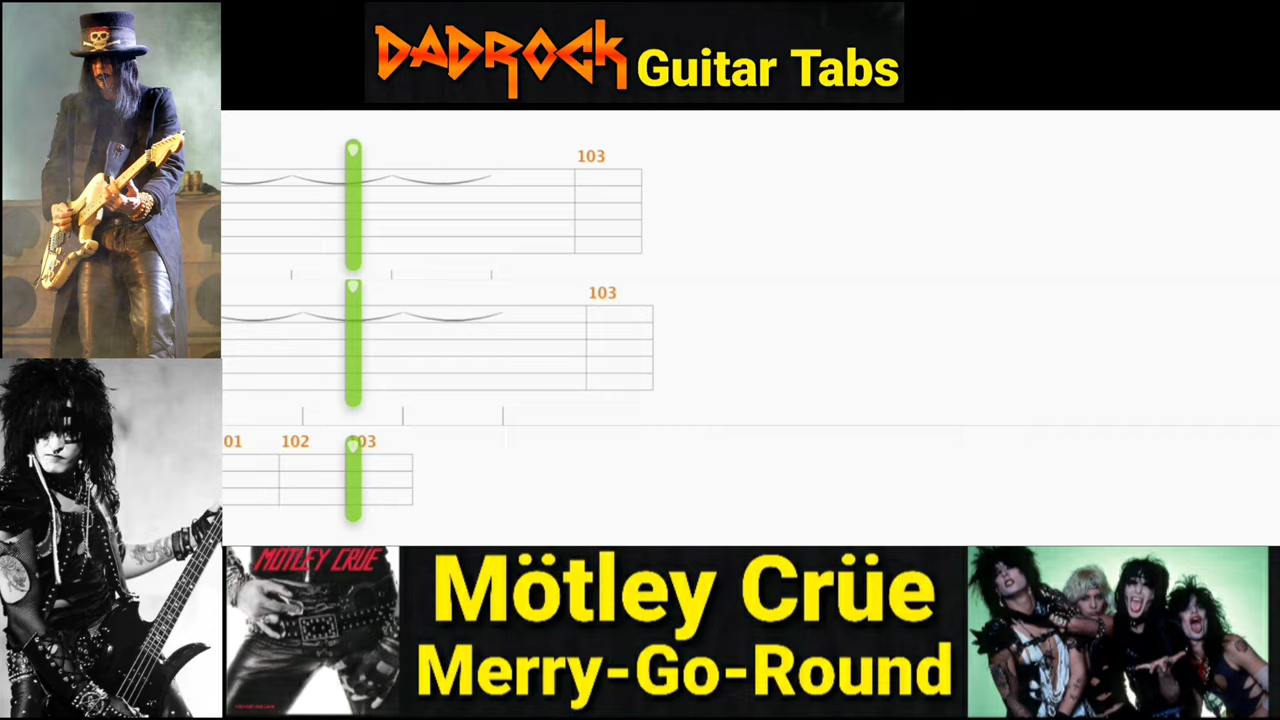 DADROCK Guitar Tabs
103
103
01 102 03
MÖTLEY CRÜE
Mötley Crüe
Merry-Go-Round